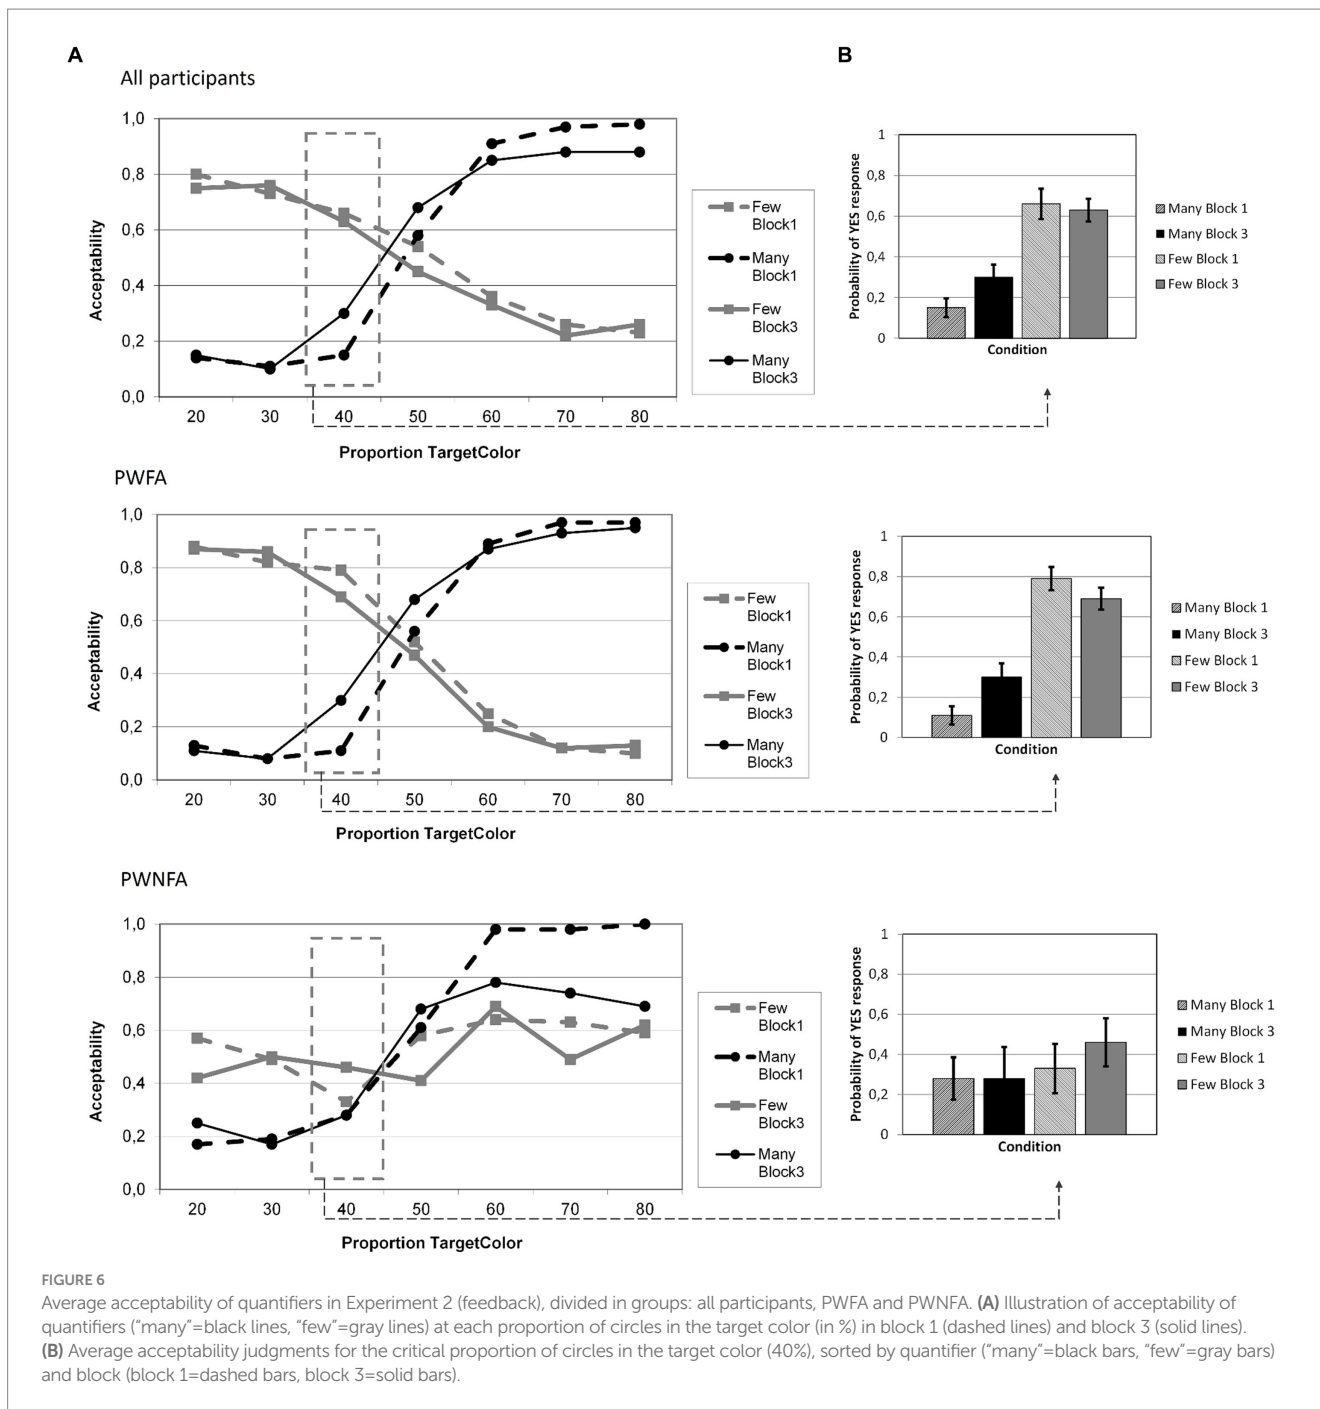 A
B
All participants
1,0
0,8
0,6
0,4
0,2
0,0
Acceptability
20 30 40 50 60 70 80
Proportion TargetColor
Few
Block1
Many
Block1
Few
Block3
Many
Block3
1
0,8
0,6
0,4
0,2
0
Probability of YES response
Condition
Many Block 1
Many Block 3
Few Block 1
Few Block 3
PWFA
1,0
0,8
0,6
0,4
0,2
0,0
Acceptability
20 30 40 50 60 70 80
Proportion TargetColor
Few
Block1
Many
Block1
Few
Block3
Many
Block3
1
0,8
0,6
0,4
0,2
0
Probability of YES response
Condition
Many Block 1
Many Block 3
Few Block 1
Few Block 3
PWNFA
1,0
0,8
0,6
0,4
0,2
0,0
Acceptability
20 30 40 50 60 70 80
Proportion TargetColor
Few
Block1
Many
Block1
Few
Block3
Many
Block3
1
0,8
0,6
0,4
0,2
0
Probability of YES response
Condition
Many Block 1
Many Block 3
Few Block 1
Few Block 3
FIGURE 6
Average acceptability of quantifiers in Experiment 2 (feedback), divided in groups: all participants, PWFA and PWNFA. (A) Illustration of acceptability of
quantifiers (“many”=black lines, “few”=gray lines) at each proportion of circles in the target color (in %) in block 1 (dashed lines) and block 3 (solid lines).
(B) Average acceptability judgments for the critical proportion of circles in the target color (40%), sorted by quantifier (“many”=black bars, “few”=gray bars)
and block (block 1=dashed bars, block 3=solid bars).